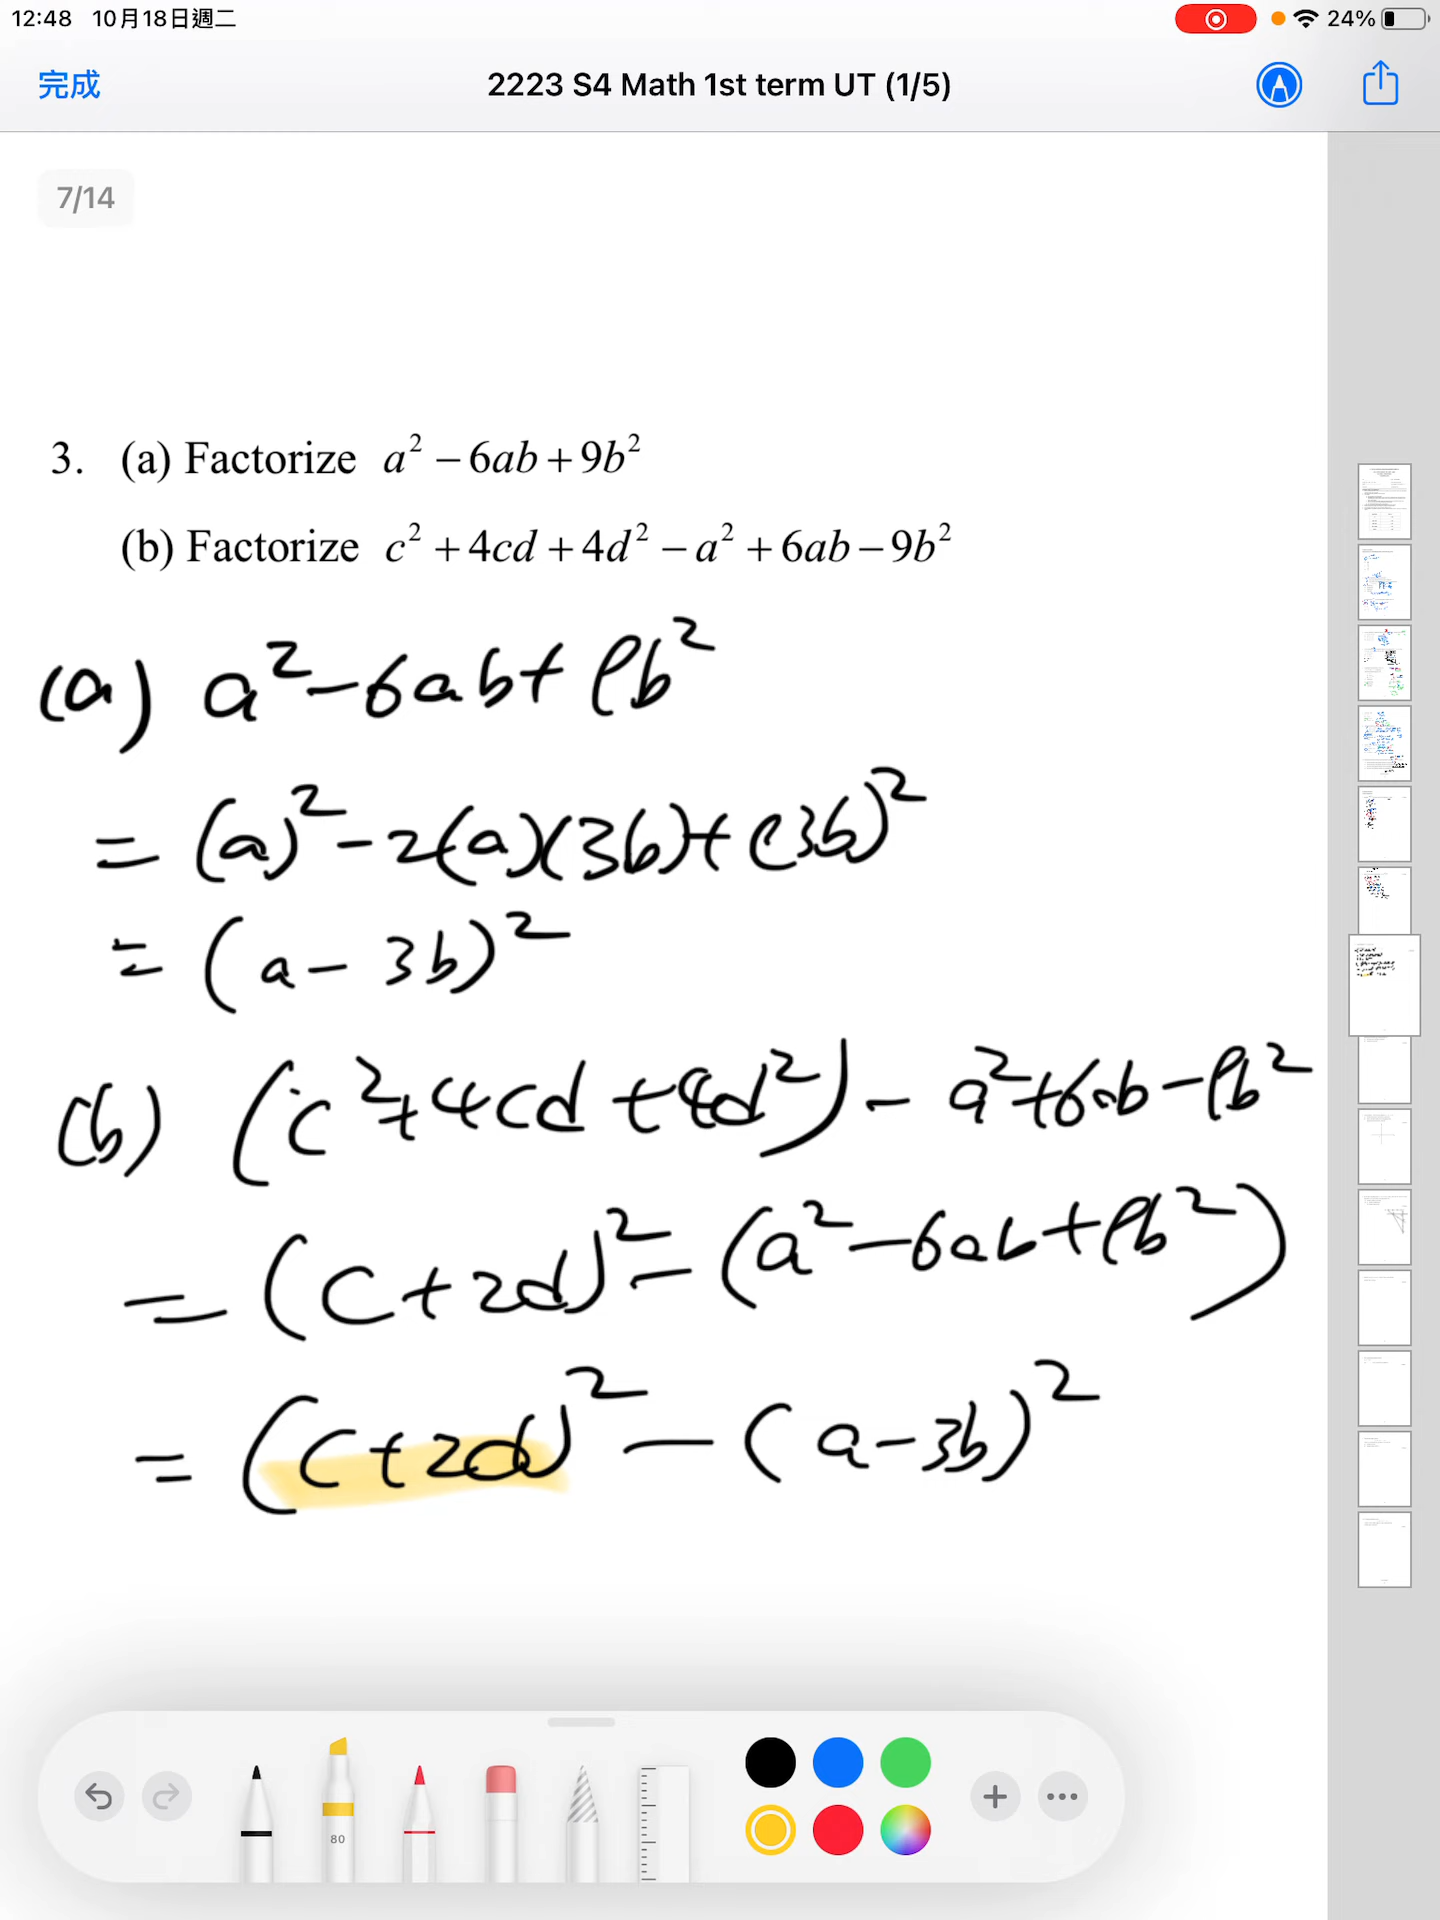 12:48 10月18日週二 24%
完成 2223 S4 Math 1st term UT (1/5)
7/14
3. (a) Factorize a² − 6ab + 9b²
(b) Factorize c² + 4cd + 4d² − a² + 6ab − 9b²
(a) a² − 6ab + 9b²
= (a)² − 2(a)(3b) + (3b)²
= (a − 3b)²
(b) (c² + 4cd + 4d²) − a² + 6ab − 9b²
= (c + 2d)² − (a² − 6ab + 9b²)
= (c + 2d)² − (a − 3b)²
80